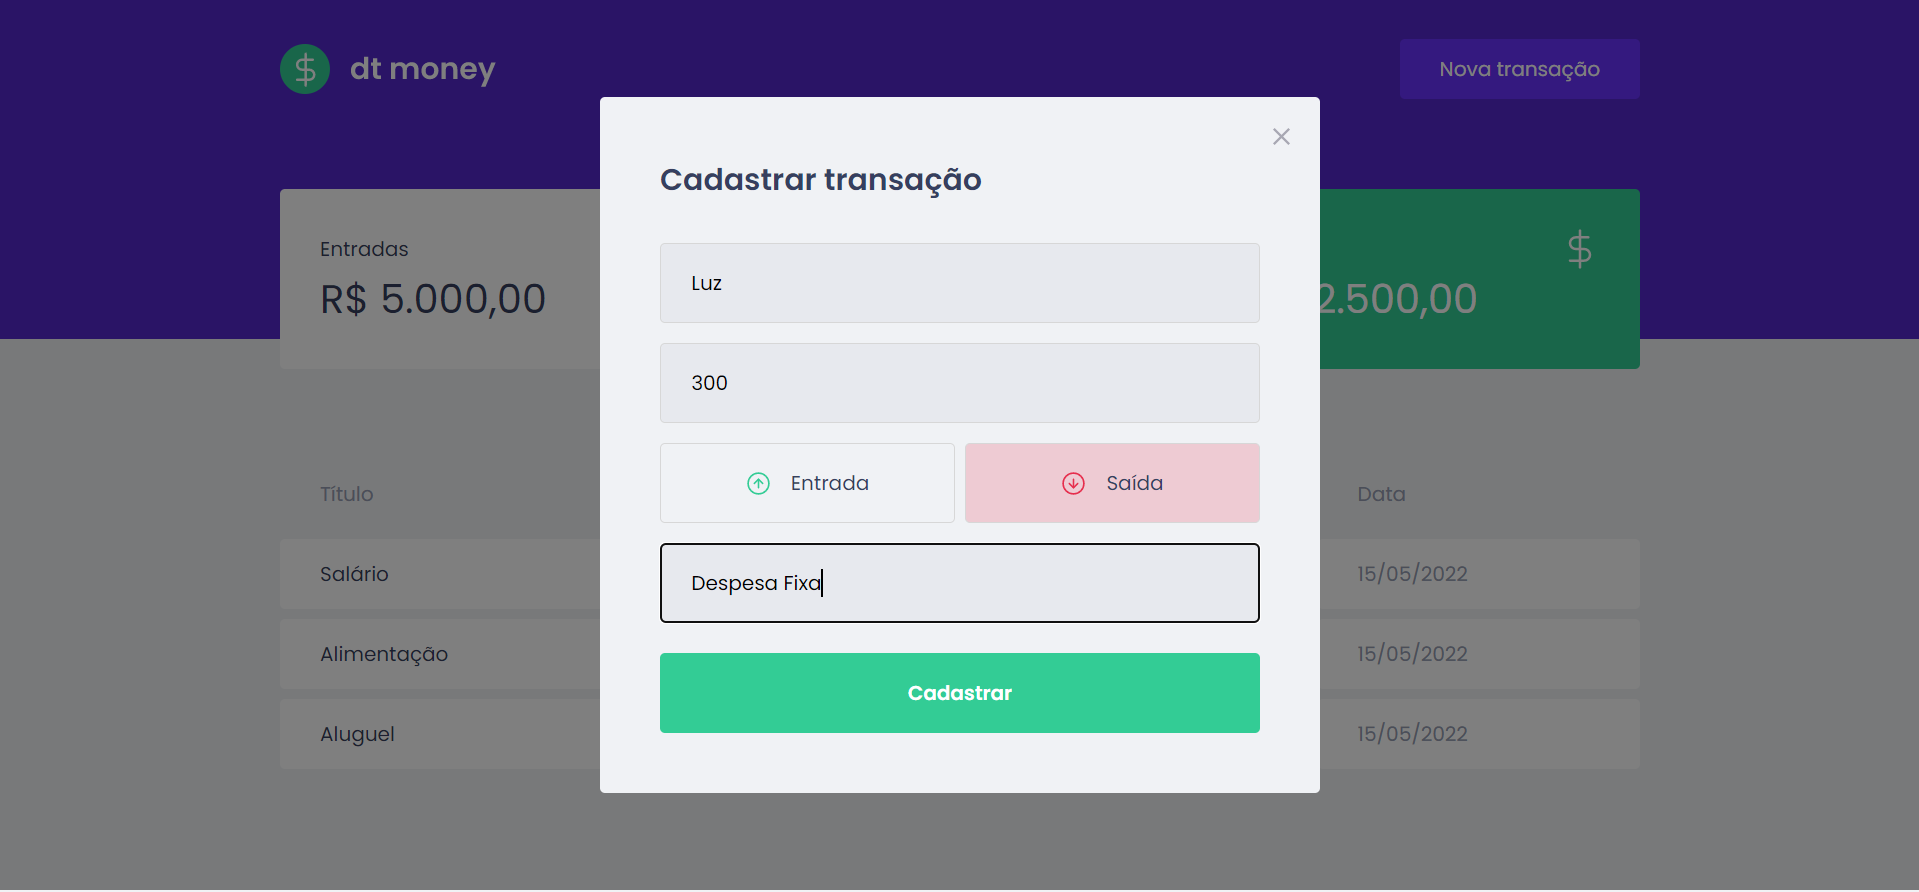 dt money
Nova transação
Cadastrar transação
Entradas
R$ 5.000,00
2.500,00
Luz
300
Entrada
Saída
Despesa Fixa
Cadastrar
Título
Data
Salário
15/05/2022
Alimentação
15/05/2022
Aluguel
15/05/2022